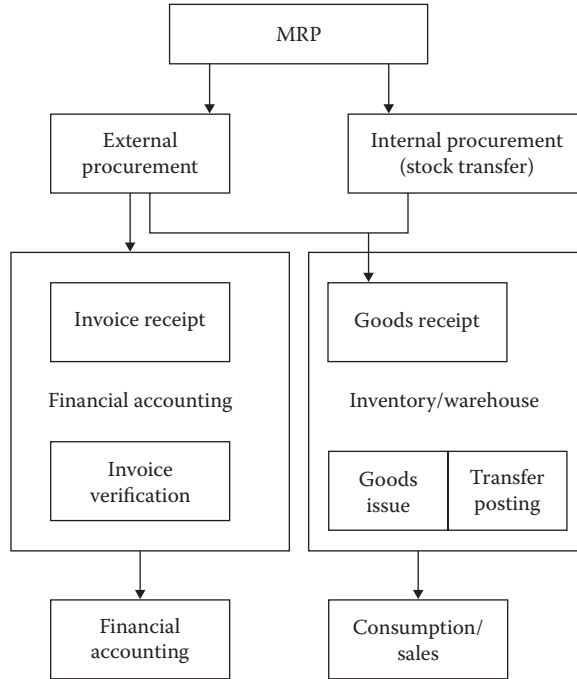 MRP
External
procurement
Internal procurement
(stock transfer)
Invoice receipt
Goods receipt
Financial accounting
Inventory/warehouse
Invoice
verification
Goods
issue
Transfer
posting
Financial
accounting
Consumption/
sales